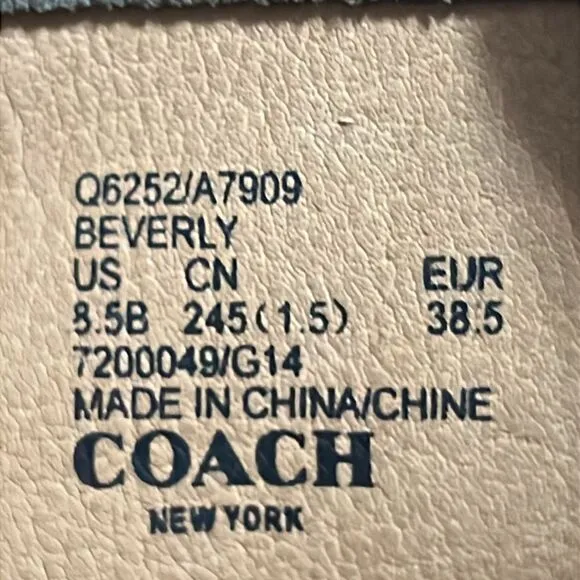 Q6252/A7909
BEVERLY
US CN EUR
8.5B 245(1.5) 38.5
7200049/G14
MADE IN CHINA/CHINE
COACH
NEW YORK